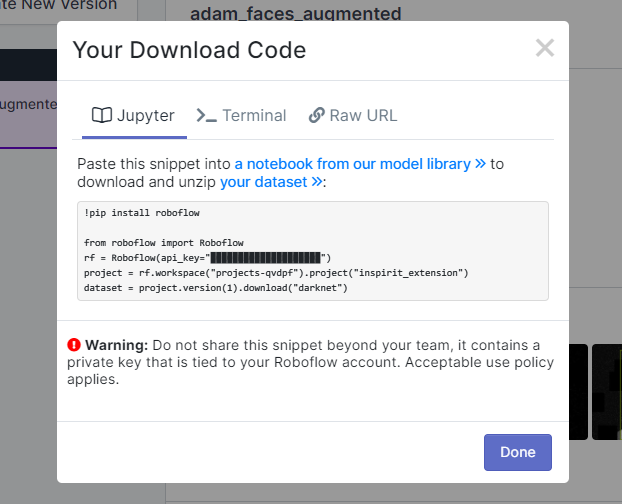 ate New Version
adam_faces_augmented
ugmente
Your Download Code
Jupyter
Terminal
Raw URL
Paste this snippet into a notebook from our model library » to
download and unzip your dataset »:
!pip install roboflow
from roboflow import Roboflow
rf = Roboflow(api_key="███████████████████")
project = rf.workspace("projects-qvdpf").project("inspirit_extension")
dataset = project.version(1).download("darknet")
Warning: Do not share this snippet beyond your team, it contains a
private key that is tied to your Roboflow account. Acceptable use policy
applies.
Done